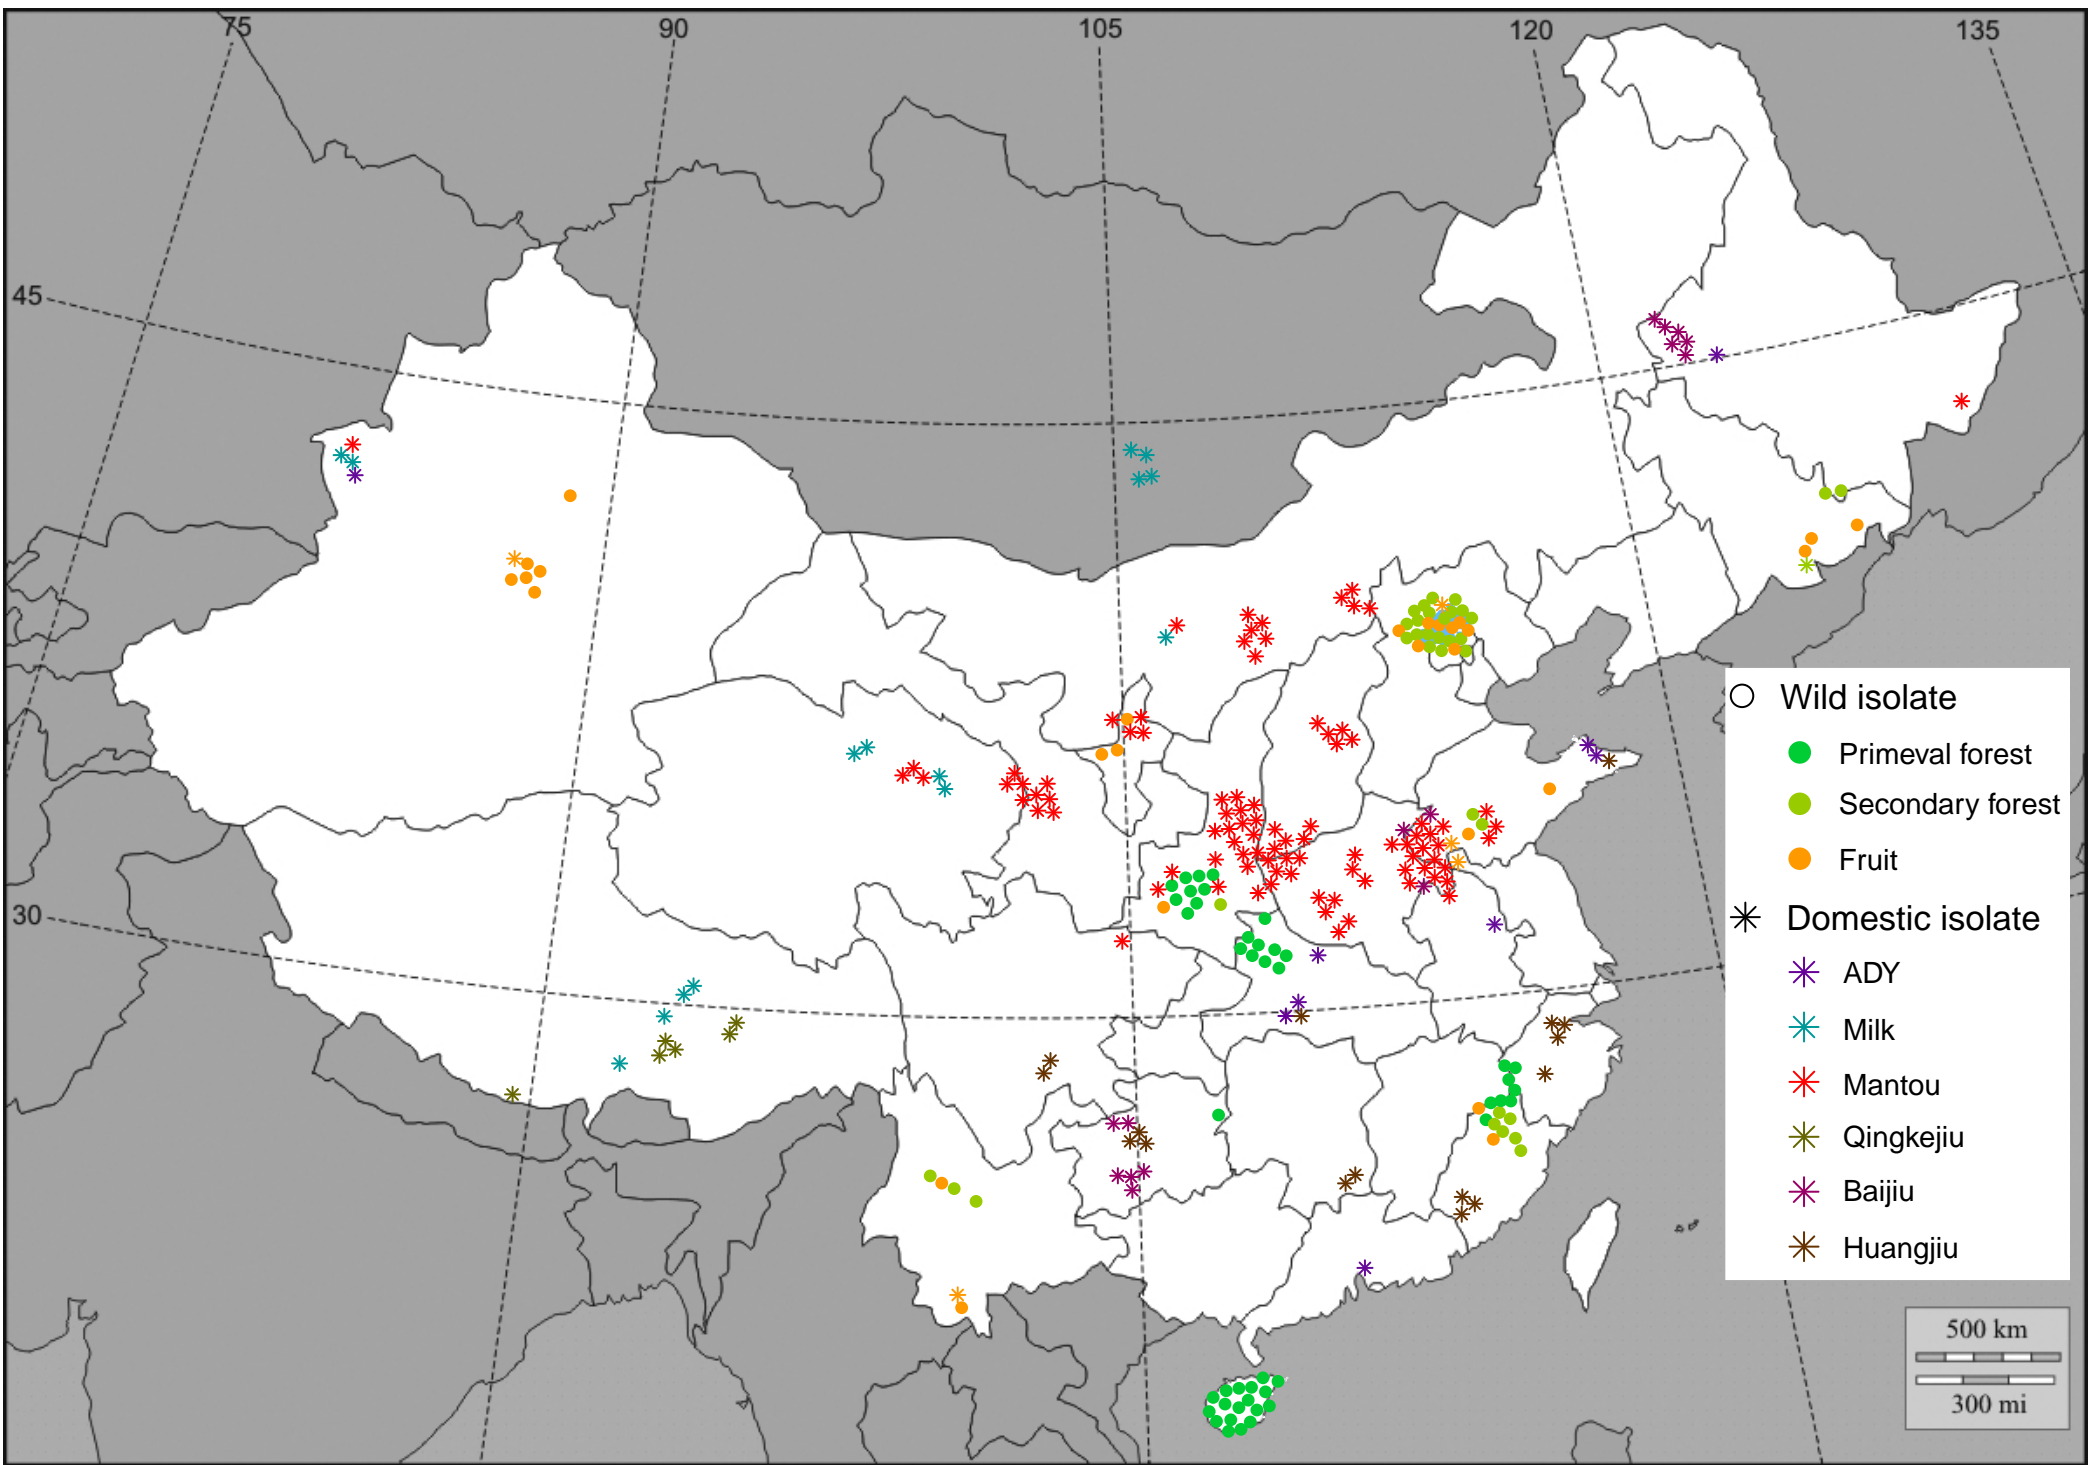 75
90
105
120
135
45
30
Wild isolate
Primeval forest
Secondary forest
Fruit
Domestic isolate
ADY
Milk
Mantou
Qingkejiu
Baijiu
Huangjiu
500 km
300 mi